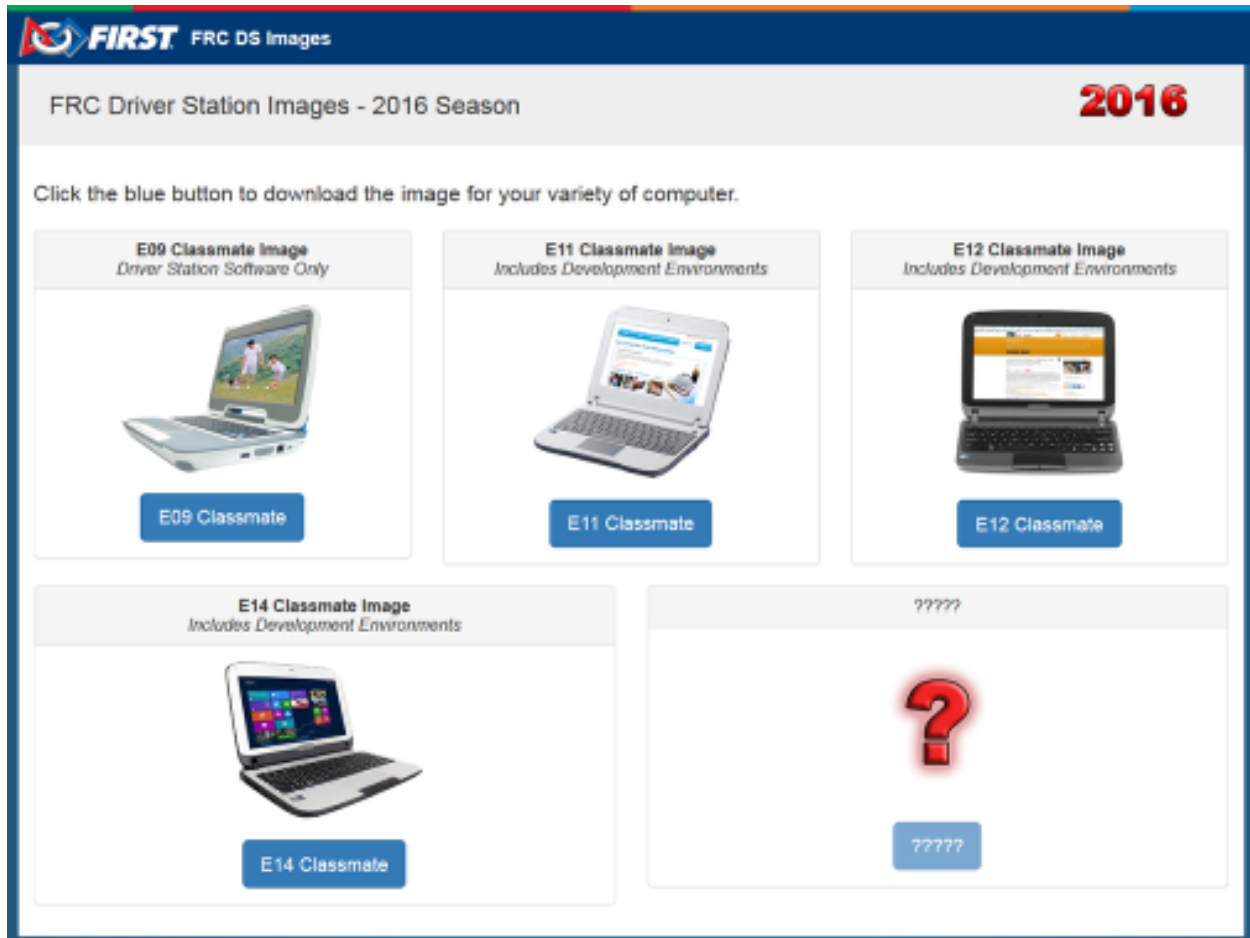 FIRST. FRC DS Images
FRC Driver Station Images - 2016 Season
2016
Click the blue button to download the image for your variety of computer.
E09 Classmate Image
Driver Station Software Only
E09 Classmate
E11 Classmate Image
Includes Development Environments
E11 Classmate
E12 Classmate Image
Includes Development Environments
E12 Classmate
E14 Classmate Image
Includes Development Environments
E14 Classmate
?????
?
?????